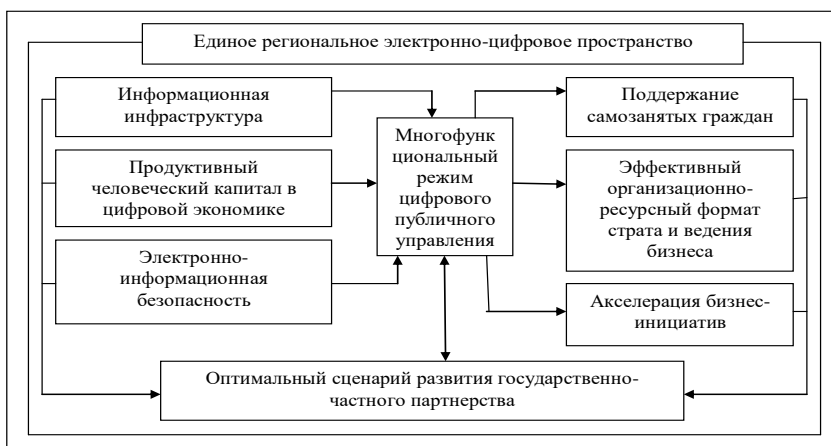 Единое региональное электронно-цифровое пространство
Информационная
инфраструктура
Продуктивный
человеческий капитал в
цифровой экономике
Электронно-
информационная
безопасность
Многофунк
циональный
режим
цифрового
публичного
управления
Поддержание
самозанятых граждан
Эффективный
организационно-
ресурсный формат
страта и ведения
бизнеса
Акселерация бизнес-
инициатив
Оптимальный сценарий развития государственно-
частного партнерства